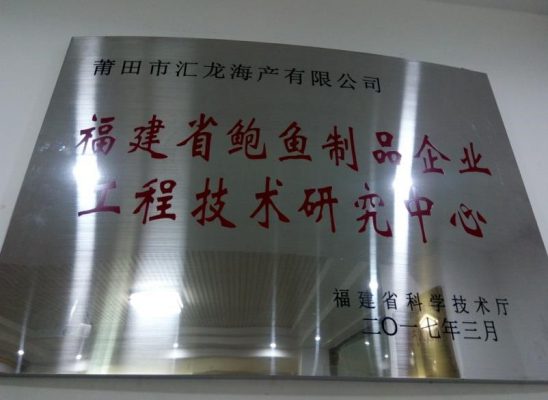 莆田市汇龙海产有限公司
福建省鲍鱼制品企业
工程技术研究中心
福建省科学技术厅
二〇一七年三月